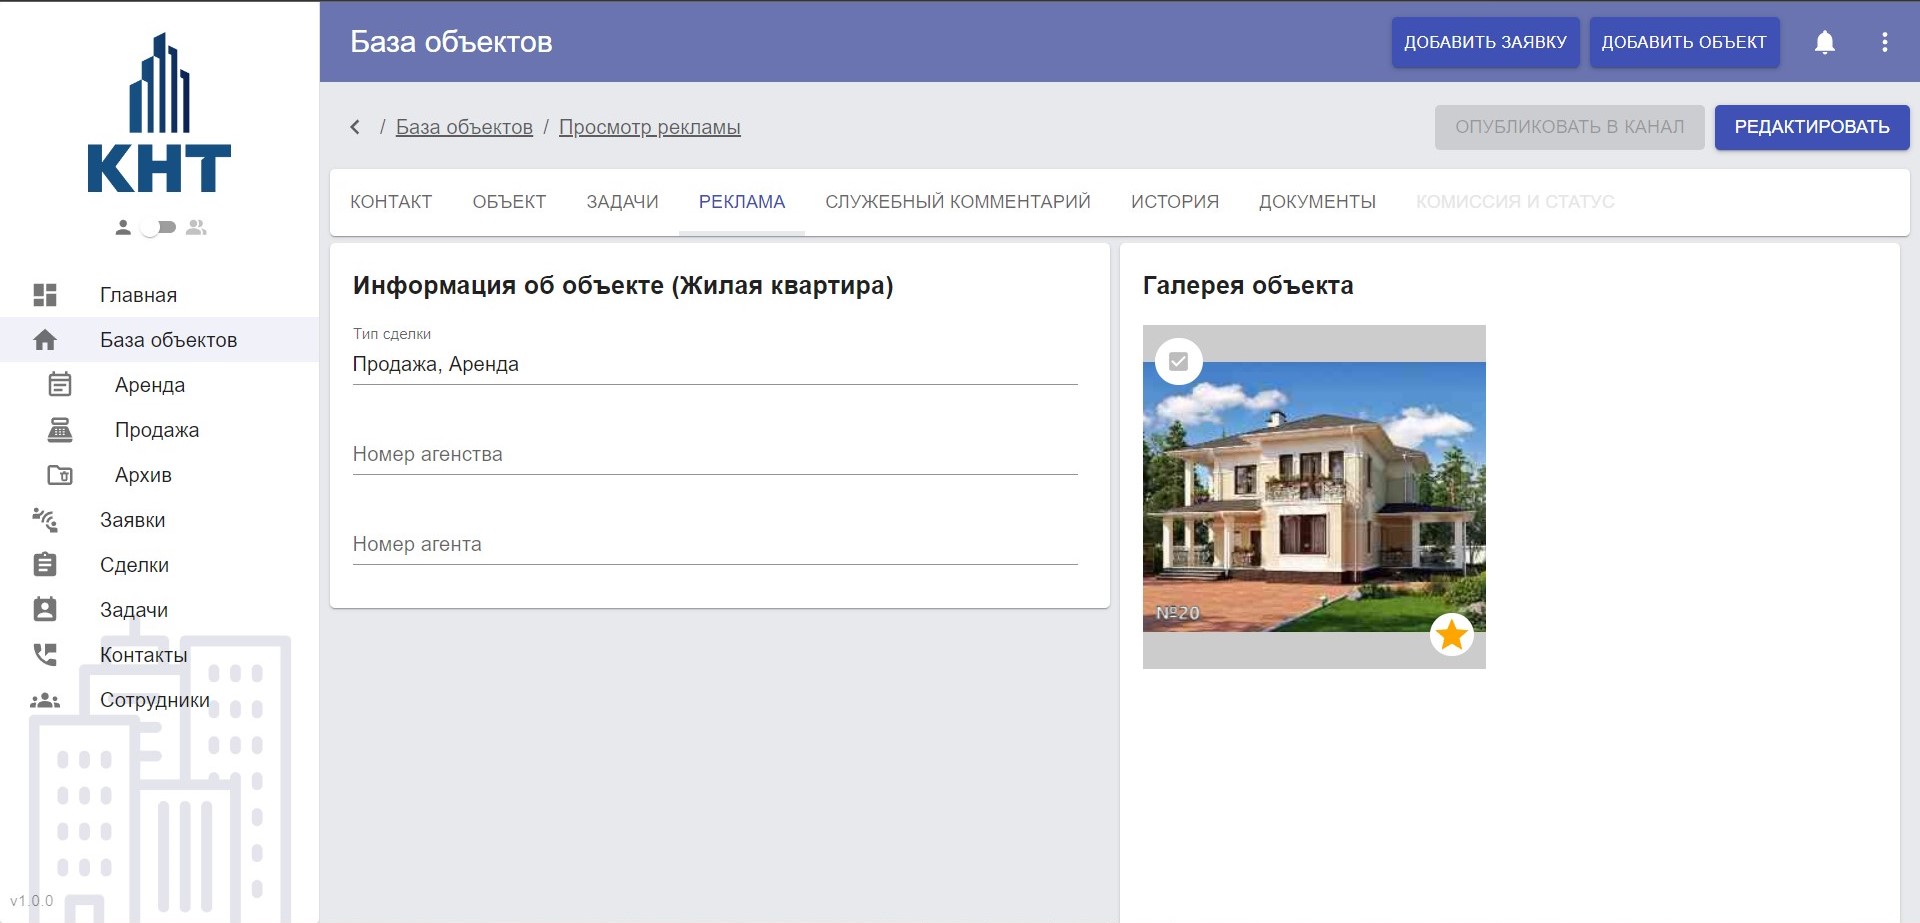 КНТ
Главная
База объектов
Аренда
Продажа
Архив
Заявки
Сделки
Задачи
Контакты
Сотрудники
v1.0.0
База объектов
ДОБАВИТЬ ЗАЯВКУ
ДОБАВИТЬ ОБЪЕКТ
/ База объектов / Просмотр рекламы
ОПУБЛИКОВАТЬ В КАНАЛ
РЕДАКТИРОВАТЬ
КОНТАКТ ОБЪЕКТ ЗАДАЧИ РЕКЛАМА СЛУЖЕБНЫЙ КОММЕНТАРИЙ ИСТОРИЯ ДОКУМЕНТЫ КОМИССИЯ И СТАТУС
Информация об объекте (Жилая квартира)
Тип сделки
Продажа, Аренда
Номер агенства
Номер агента
Галерея объекта
№20